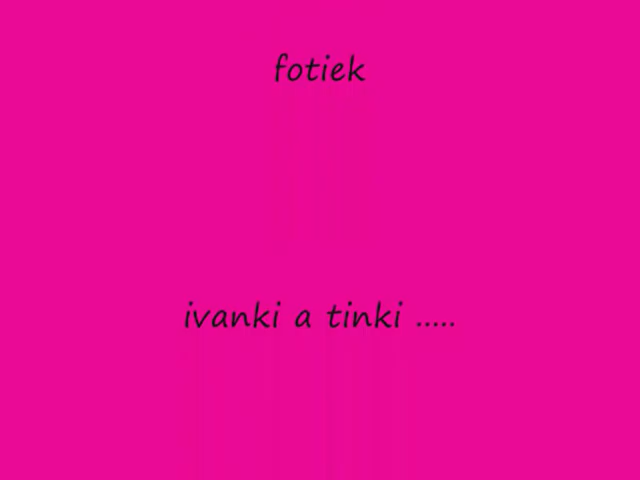 fotiek
ivanki a tinki .....